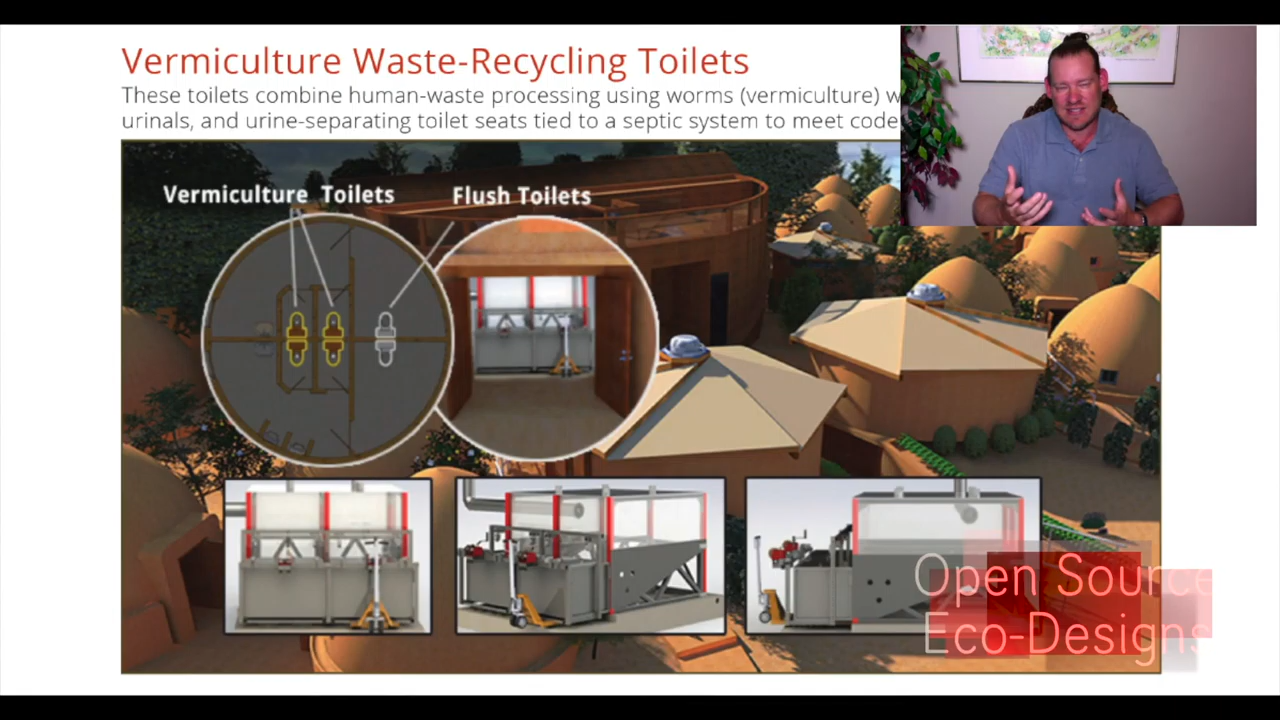 Vermiculture Waste-Recycling Toilets
These toilets combine human-waste processing using worms (vermiculture) w
urinals, and urine-separating toilet seats tied to a septic system to meet code
Vermiculture Toilets
Flush Toilets
Open Source
Eco-Designs